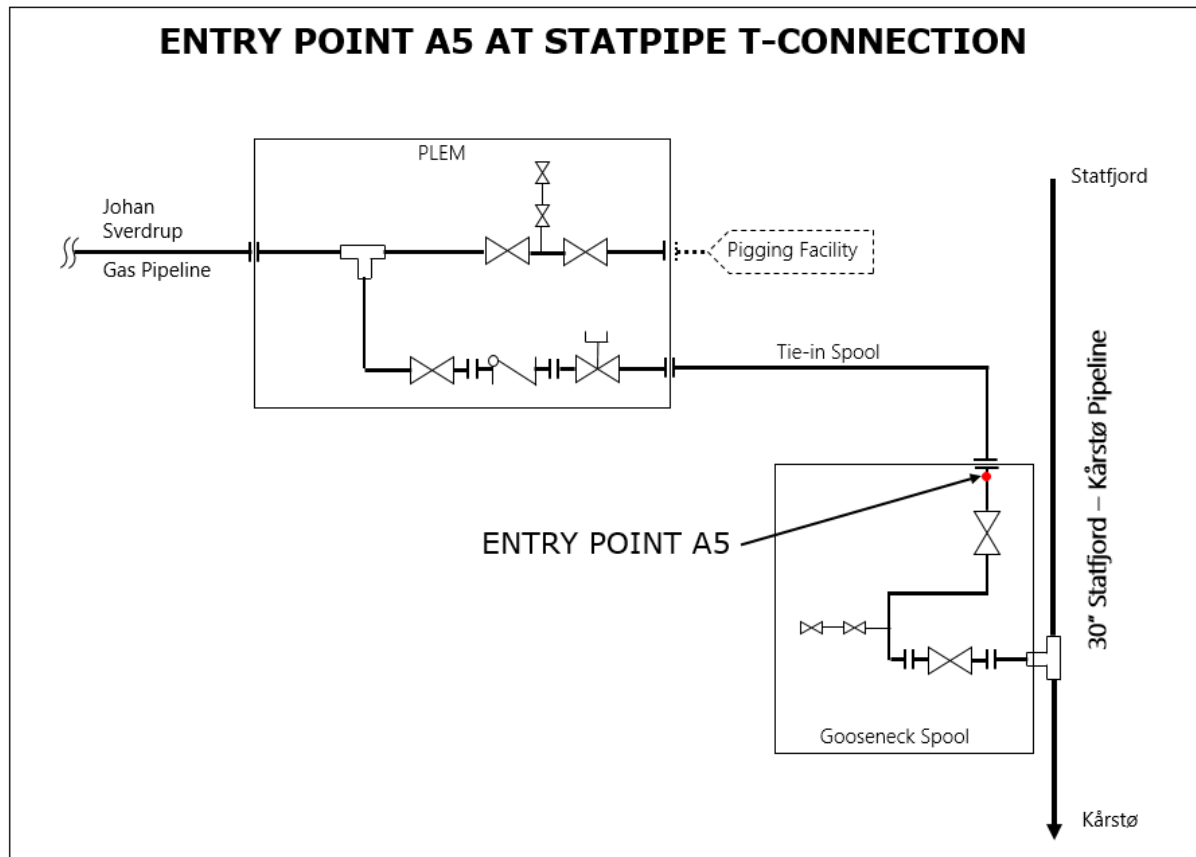 ENTRY POINT A5 AT STATPIPE T-CONNECTION
PLEM
Statfjord
Johan
Sverdrup
Gas Pipeline
Pigging Facility
Tie-in Spool
30" Statfjord – Kårstø Pipeline
ENTRY POINT A5
Gooseneck Spool
Kårstø